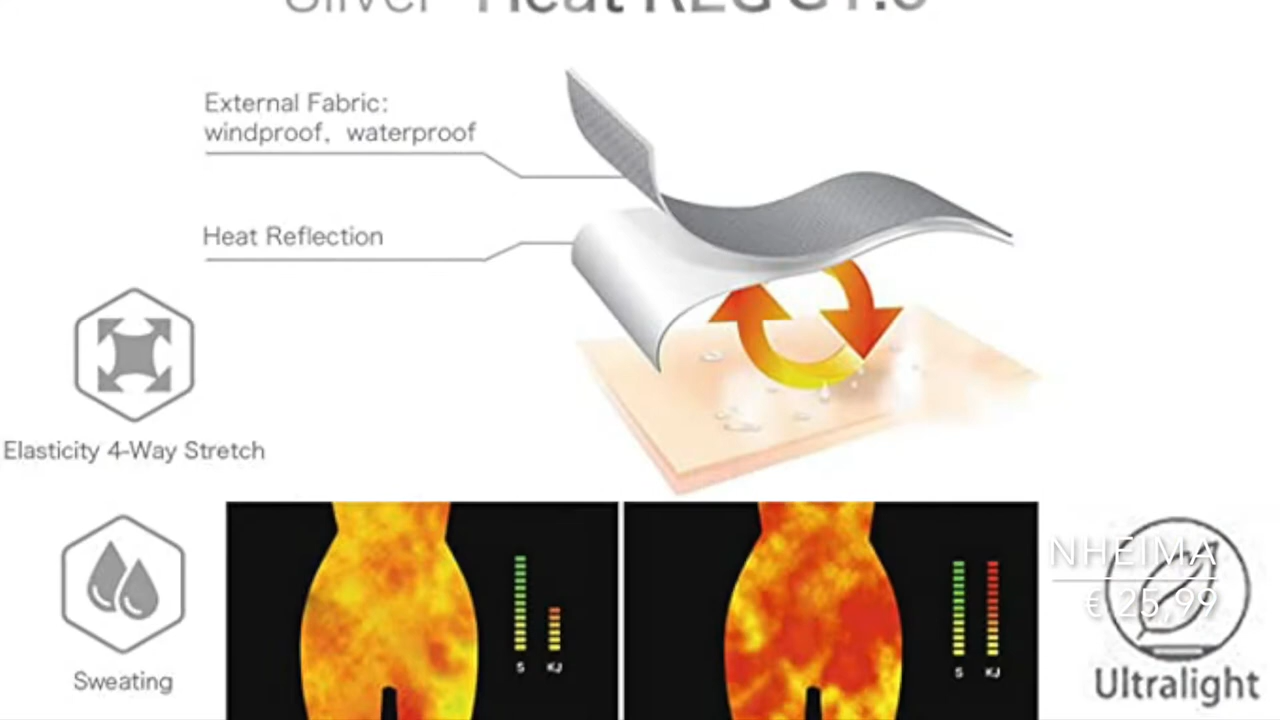 External Fabric:
windproof, waterproof
Heat Reflection
Elasticity 4-Way Stretch
Sweating
S KJ
S KJ
NHEIMA
€ 25,99
Ultralight